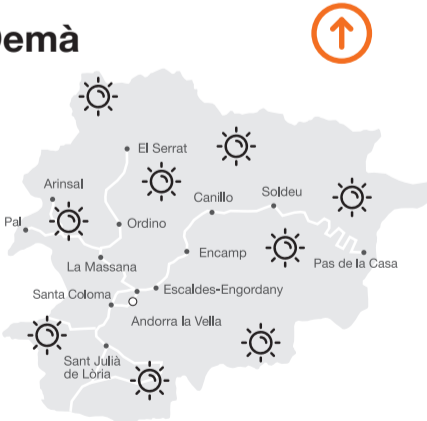 Demà
El Serrat
Arinsal
Canillo
Soldeu
Pal
Ordino
Encamp
La Massana
Pas de la Casa
Santa Coloma
Escaldes-Engordany
Andorra la Vella
Sant Julià
de Lòria